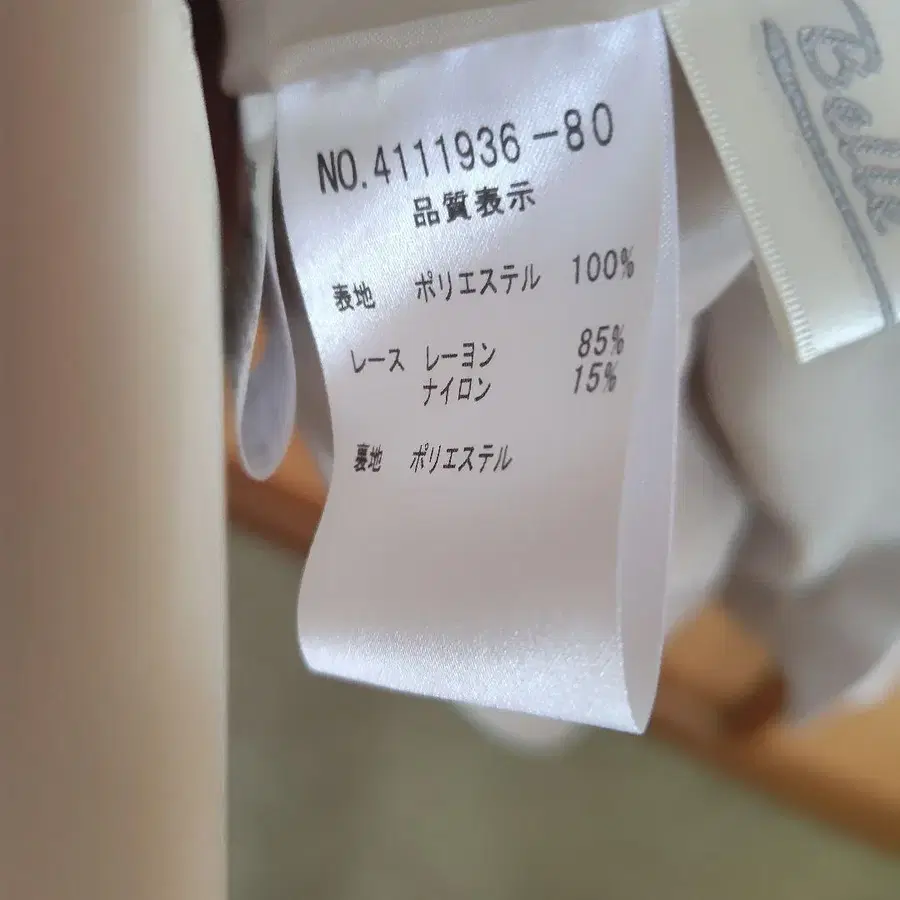 NO.4111936-80
品質表示
表地 ポリエステル 100%
レース レーヨン 85%
ナイロン 15%
裏地 ポリエステル